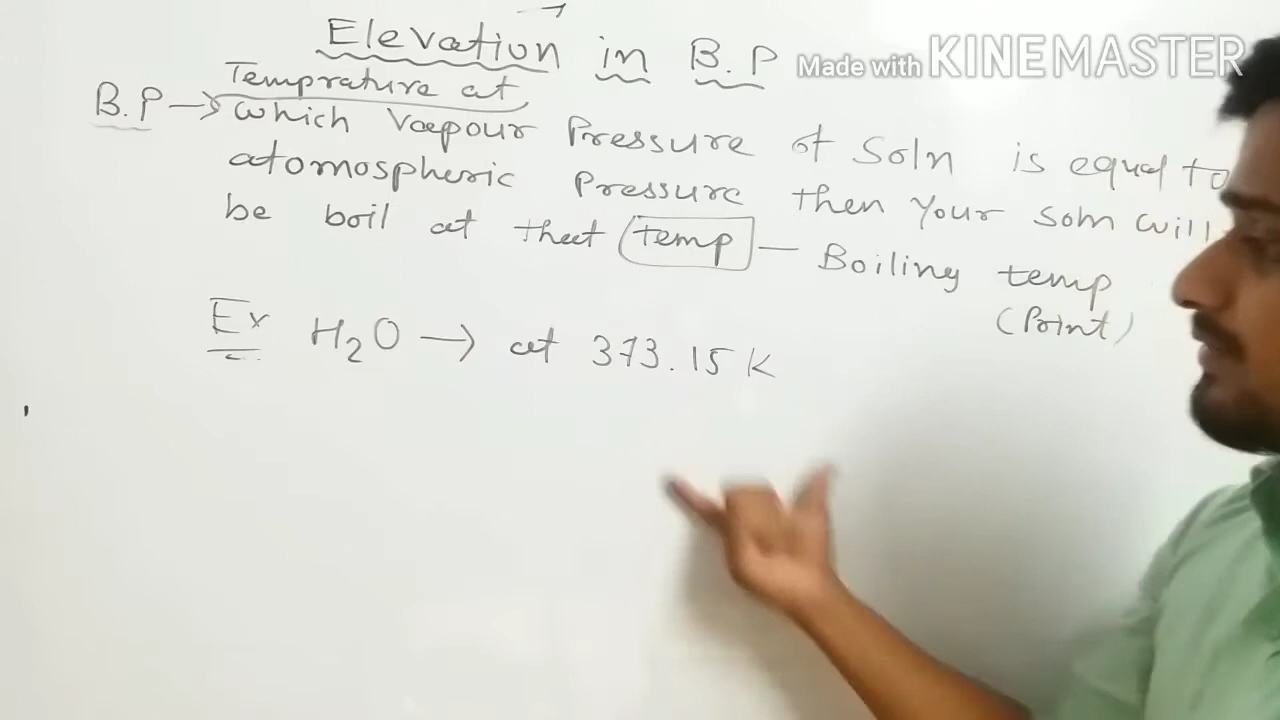 Elevation in B.P
Made with KINEMASTER
Temprature at
B.P → which Vapour Pressure of Soln is equal to
atomospheric Pressure then your soln will
be boil at that temp — Boiling temp
(Point)
Ex H2O → at 373.15 K